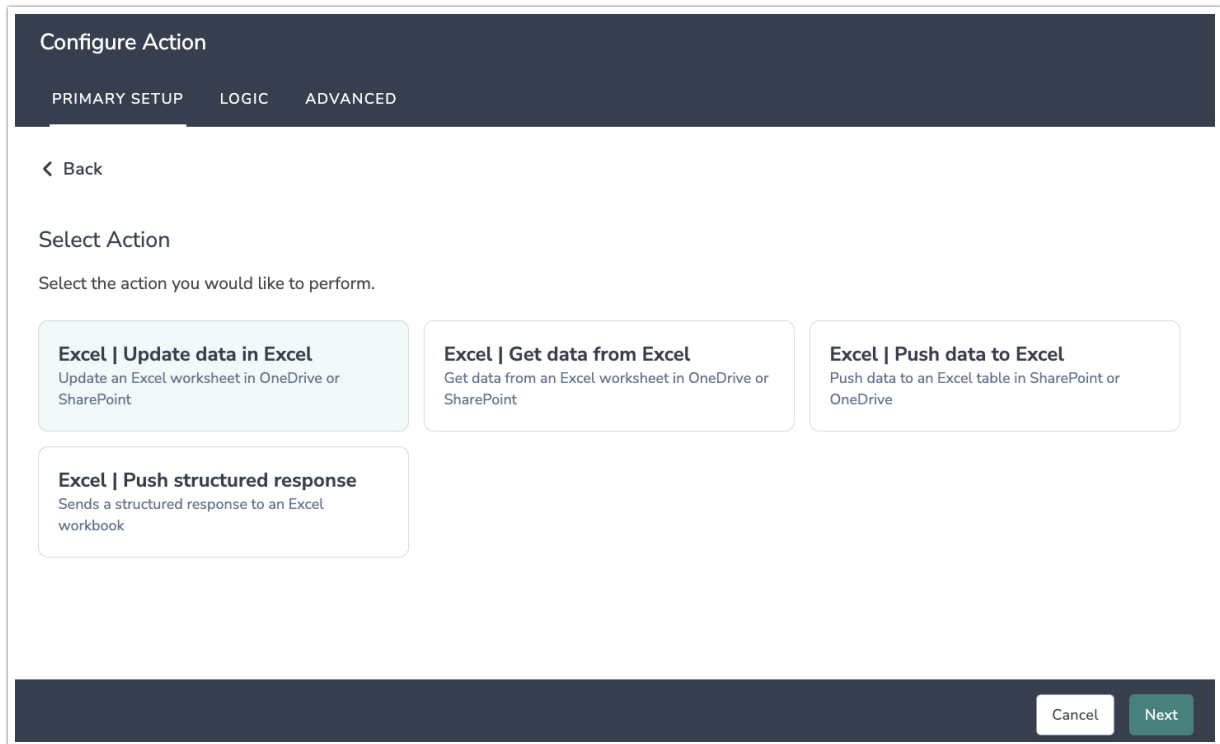 Configure Action
PRIMARY SETUP LOGIC ADVANCED
Back
Select Action
Select the action you would like to perform.
Excel | Update data in Excel
Update an Excel worksheet in OneDrive or
SharePoint
Excel | Get data from Excel
Get data from an Excel worksheet in OneDrive or
SharePoint
Excel | Push data to Excel
Push data to an Excel table in SharePoint or
OneDrive
Excel | Push structured response
Sends a structured response to an Excel
workbook
Cancel Next